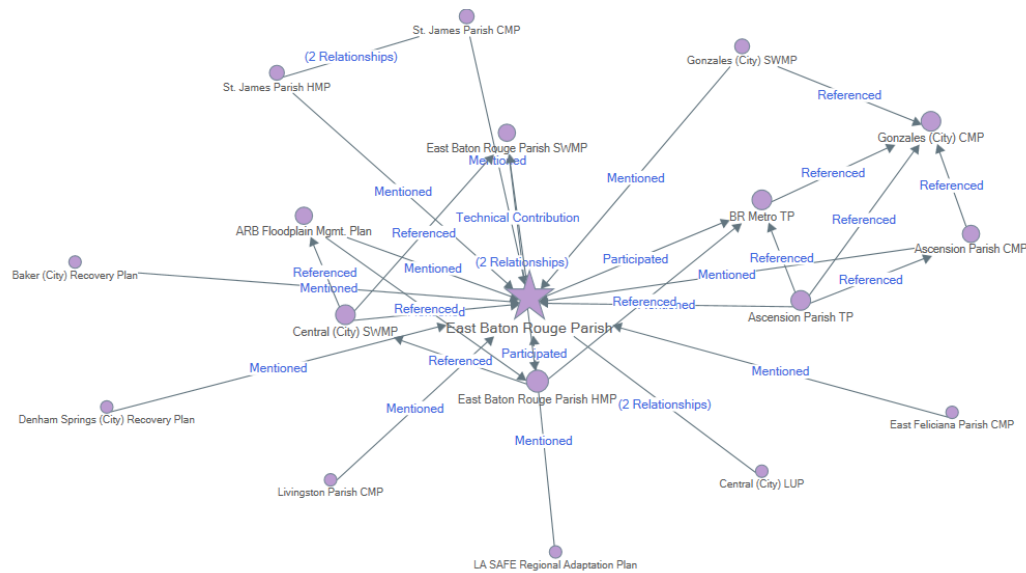 St. James Parish CMP
(2 Relationships)
Gonzales (City) SWMP
St. James Parish HMP
Referenced
Gonzales (City) CMP
East Baton Rouge Parish SWMP
Mentioned
Referenced
Mentioned
Mentioned
Referenced
BR Metro TP
Technical Contribution
Referenced
ARB Floodplain Mgmt. Plan
Referenced
Ascension Parish CMP
Baker (City) Recovery Plan
Referenced
Mentioned
(2 Relationships)
Participated
Referenced
Mentioned
Referenced
Mentioned
Referenced
Referenced
Mentioned
Central (City) SWMP
Ascension Parish TP
East Baton Rouge Parish
Participated
Mentioned
Referenced
Mentioned
East Baton Rouge Parish HMP
(2 Relationships)
Mentioned
Denham Springs (City) Recovery Plan
East Feliciana Parish CMP
Mentioned
Livingston Parish CMP
Central (City) LUP
LA SAFE Regional Adaptation Plan